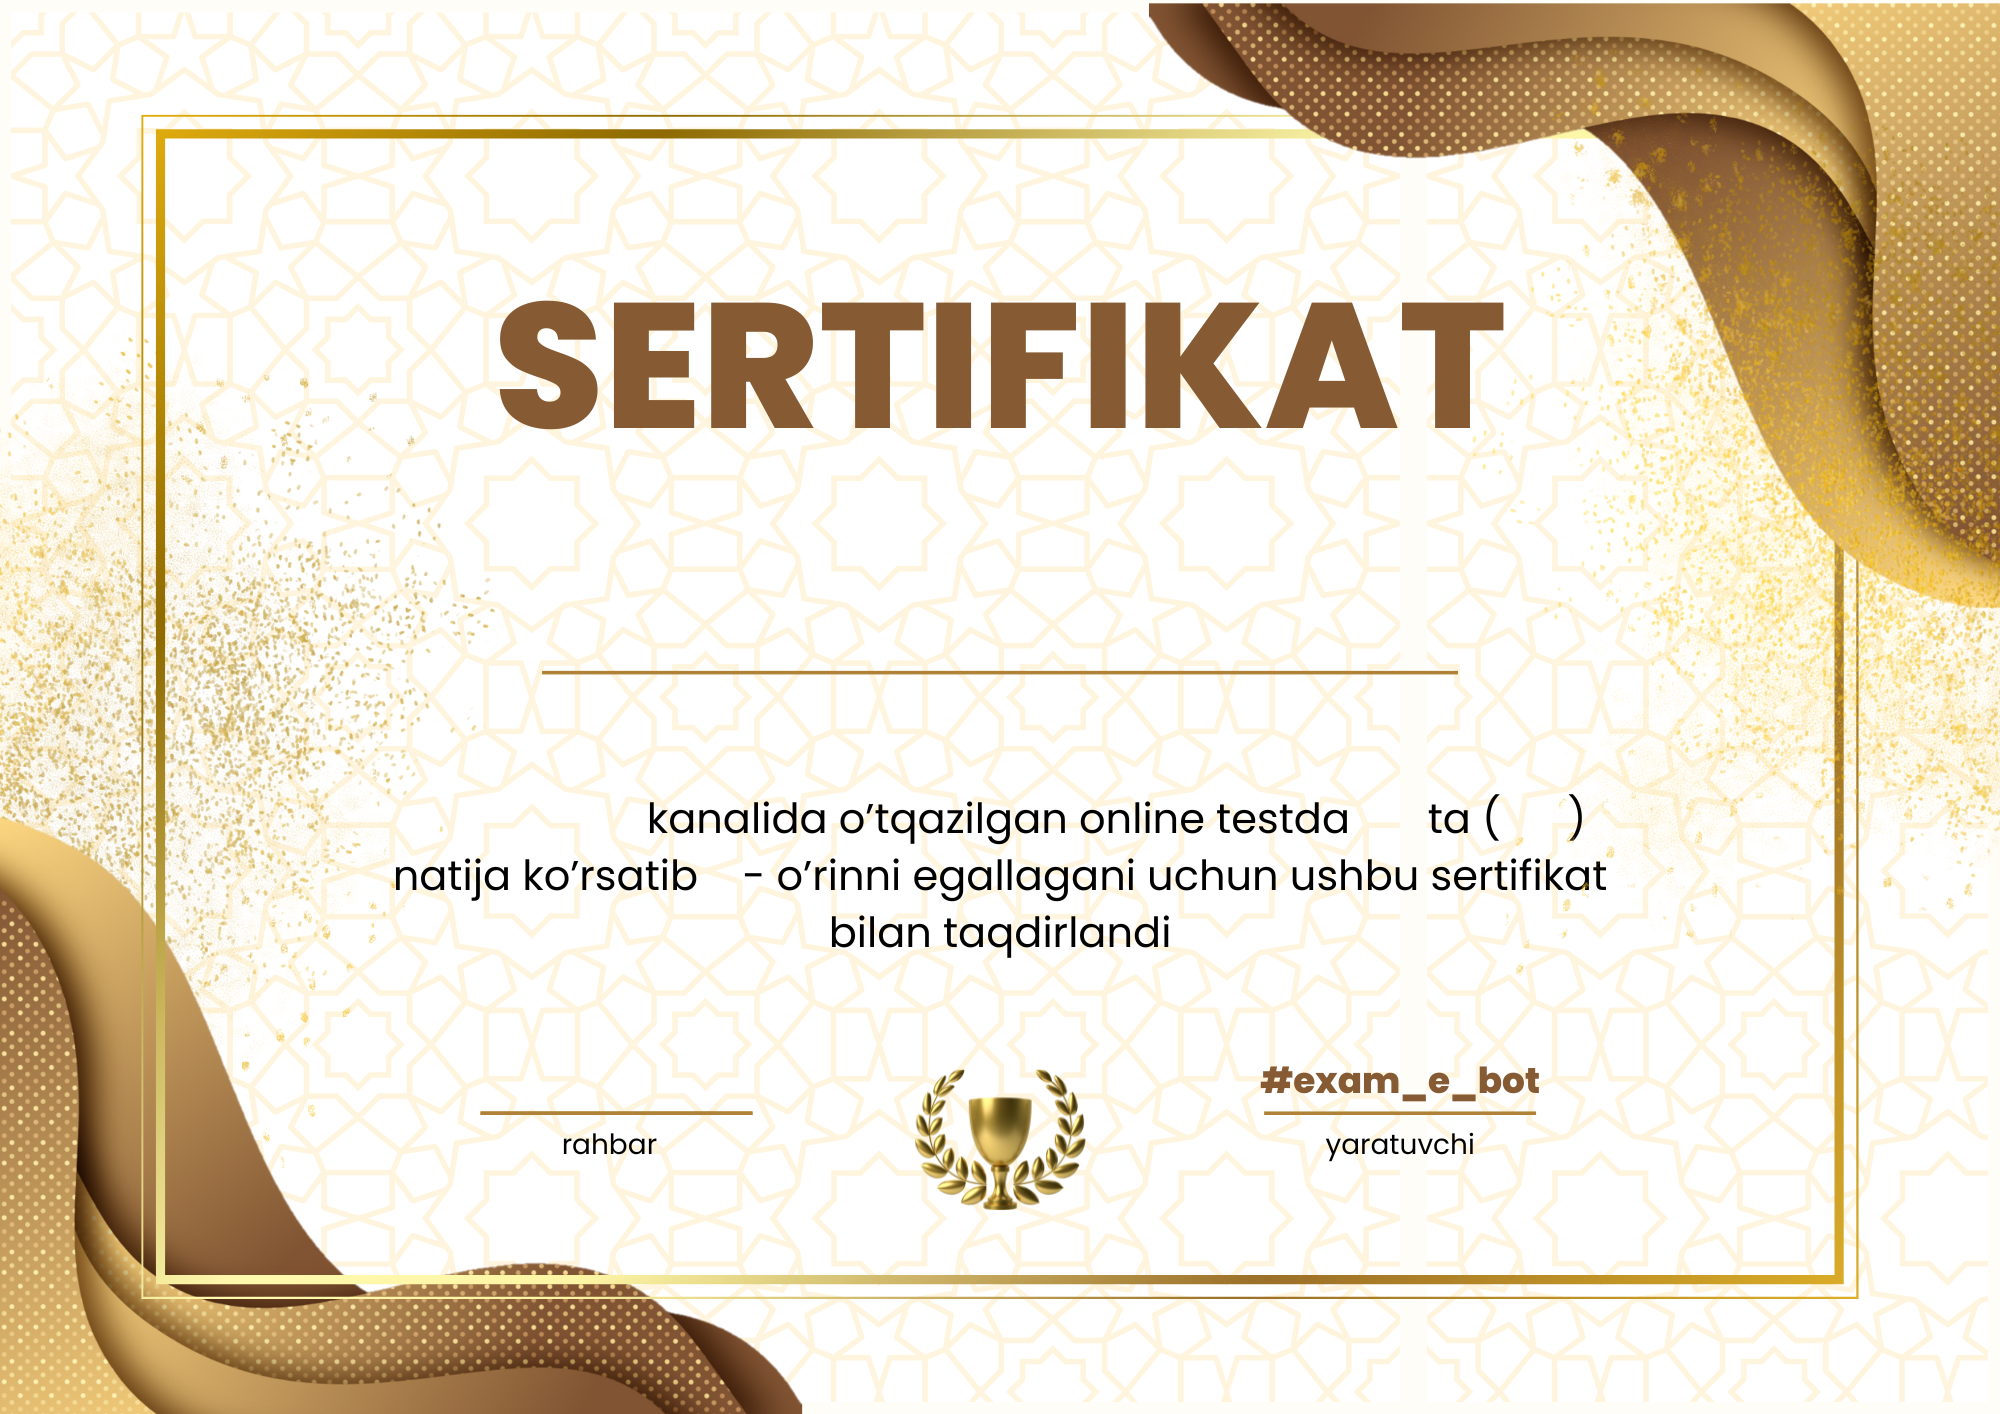 SERTIFIKAT
kanalida o’tqazilgan online testda ta ( )
natija ko’rsatib - o’rinni egallagani uchun ushbu sertifikat
bilan taqdirlandi
#exam_e_bot
rahbar
yaratuvchi